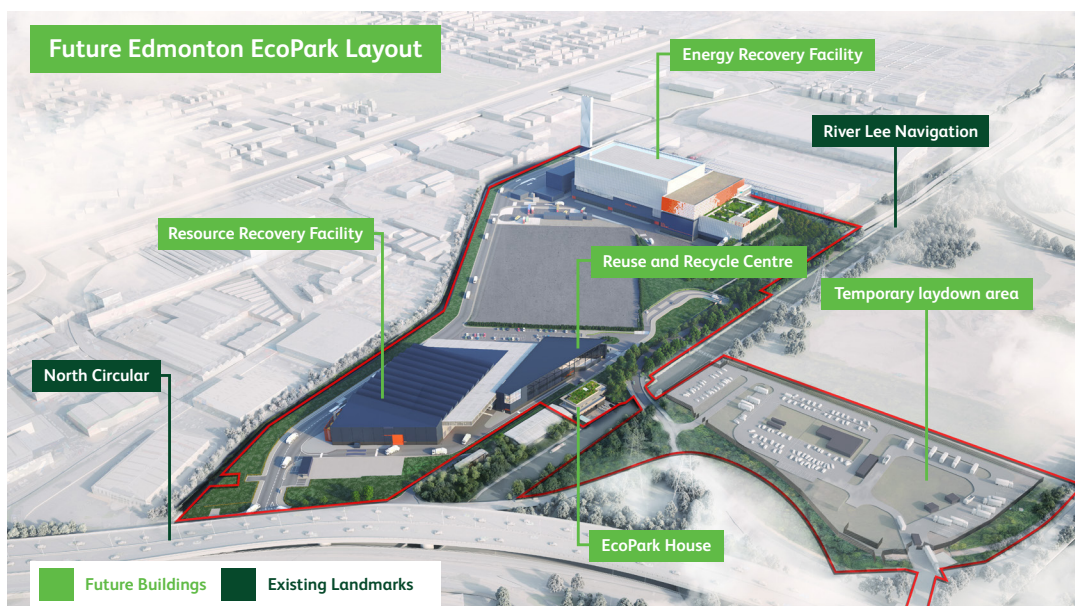 Future Edmonton EcoPark Layout
Energy Recovery Facility
River Lee Navigation
Resource Recovery Facility
Reuse and Recycle Centre
Temporary laydown area
North Circular
EcoPark House
Future Buildings
Existing Landmarks